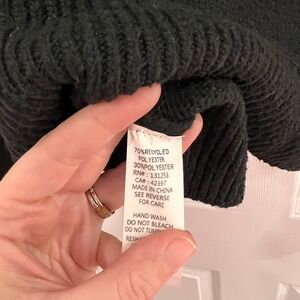 70%RECYCLED
POLYESTER
30%POLYESTER
RN#: 131253
CA#: 42397
MADE IN CHINA
SEE REVERSE
FOR CARE
HAND WASH
DO NOT BLEACH
DO NOT TUMBLE